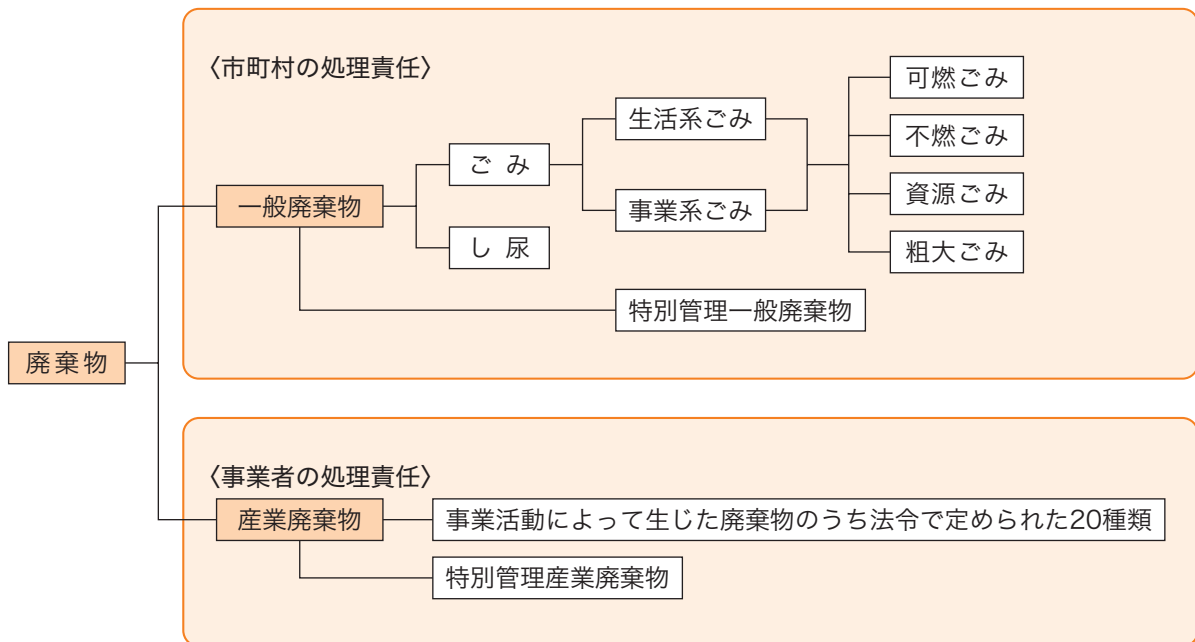 廃棄物
〈市町村の処理責任〉
一般廃棄物
ごみ
し尿
生活系ごみ
事業系ごみ
可燃ごみ
不燃ごみ
資源ごみ
粗大ごみ
特別管理一般廃棄物
〈事業者の処理責任〉
産業廃棄物
事業活動によって生じた廃棄物のうち法令で定められた20種類
特別管理産業廃棄物